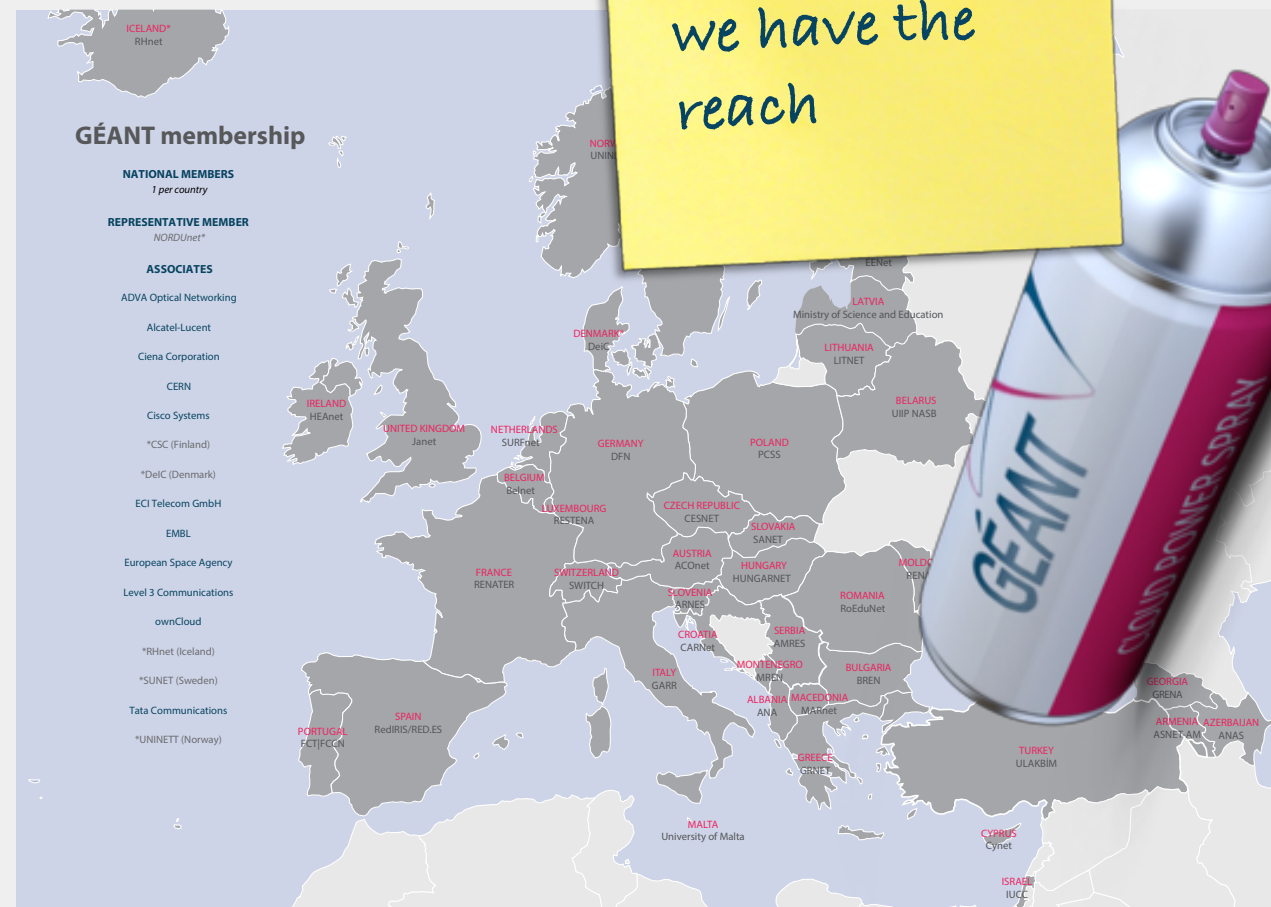 we have the
reach
ICELAND*
RHnet
GÉANT membership
NATIONAL MEMBERS
1 per country
REPRESENTATIVE MEMBER
NORDUnet*
ASSOCIATES
ADVA Optical Networking
Alcatel-Lucent
Ciena Corporation
CERN
Cisco Systems
*CSC (Finland)
*DeIC (Denmark)
ECI Telecom GmbH
EMBL
European Space Agency
Level 3 Communications
ownCloud
*RHnet (Iceland)
*SUNET (Sweden)
Tata Communications
*UNINETT (Norway)
EENet
LATVIA
Ministry of Science and Education
DENMARK*
DeiC
LITHUANIA
LITNET
BELARUS
UIIP NASB
IRELAND
HEAnet
UNITED KINGDOM
Janet
NETHERLANDS
SURFnet
GERMANY
DFN
POLAND
PCSS
BELGIUM
Belnet
LUXEMBOURG
RESTENA
CZECH REPUBLIC
CESNET
SLOVAKIA
SANET
AUSTRIA
ACOnet
HUNGARY
HUNGARNET
FRANCE
RENATER
SWITZERLAND
SWITCH
SLOVENIA
ARNES
ROMANIA
RoEduNet
CROATIA
CARNet
SERBIA
AMRES
ITALY
GARR
MONTENEGRO
MREN
BULGARIA
BREN
ALBANIA
ANA
MACEDONIA
MARnet
PORTUGAL
FCT|FCCN
SPAIN
RedIRIS/RED.ES
GREECE
GRNET
TURKEY
ULAKBİM
GEORGIA
GRENA
ARMENIA
ASNET-AM
AZERBAIJAN
ANAS
MALTA
University of Malta
CYPRUS
Cynet
ISRAEL
IUCC
GÉANT
CLOUD POWER SPRAY